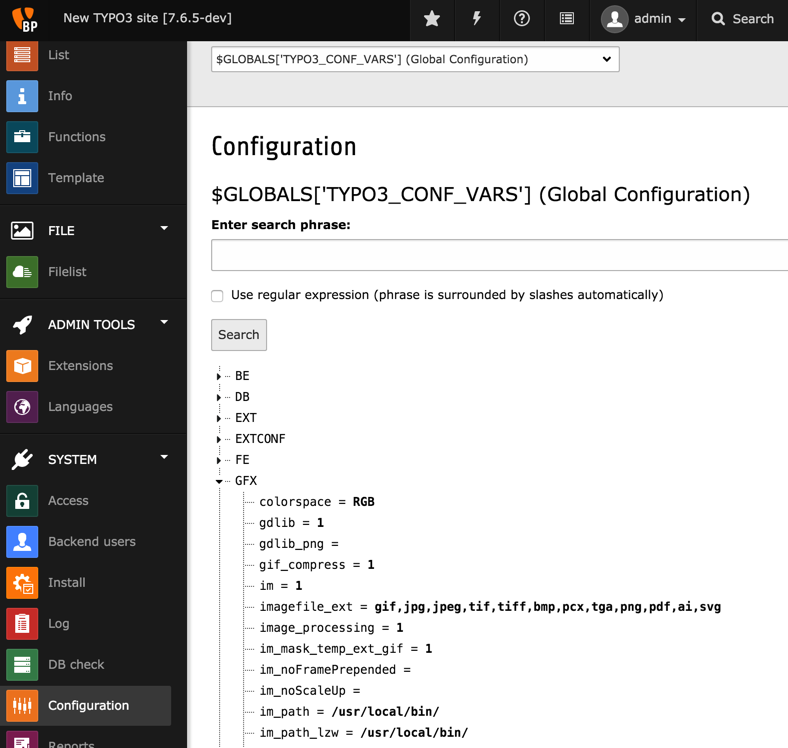 BP
New TYPO3 site [7.6.5-dev]
admin
Search
List
Info
Functions
Template
FILE
Filelist
ADMIN TOOLS
Extensions
Languages
SYSTEM
Access
Backend users
Install
Log
DB check
Configuration
Reports
$GLOBALS['TYPO3_CONF_VARS'] (Global Configuration)
Configuration
$GLOBALS['TYPO3_CONF_VARS'] (Global Configuration)
Enter search phrase:
Use regular expression (phrase is surrounded by slashes automatically)
Search
BE
DB
EXT
EXTCONF
FE
GFX
colorspace = RGB
gdlib = 1
gdlib_png =
gif_compress = 1
im = 1
imagefile_ext = gif,jpg,jpeg,tif,tiff,bmp,pcx,tga,png,pdf,ai,svg
image_processing = 1
im_mask_temp_ext_gif = 1
im_noFramePrepended =
im_noScaleUp =
im_path = /usr/local/bin/
im_path_lzw = /usr/local/bin/